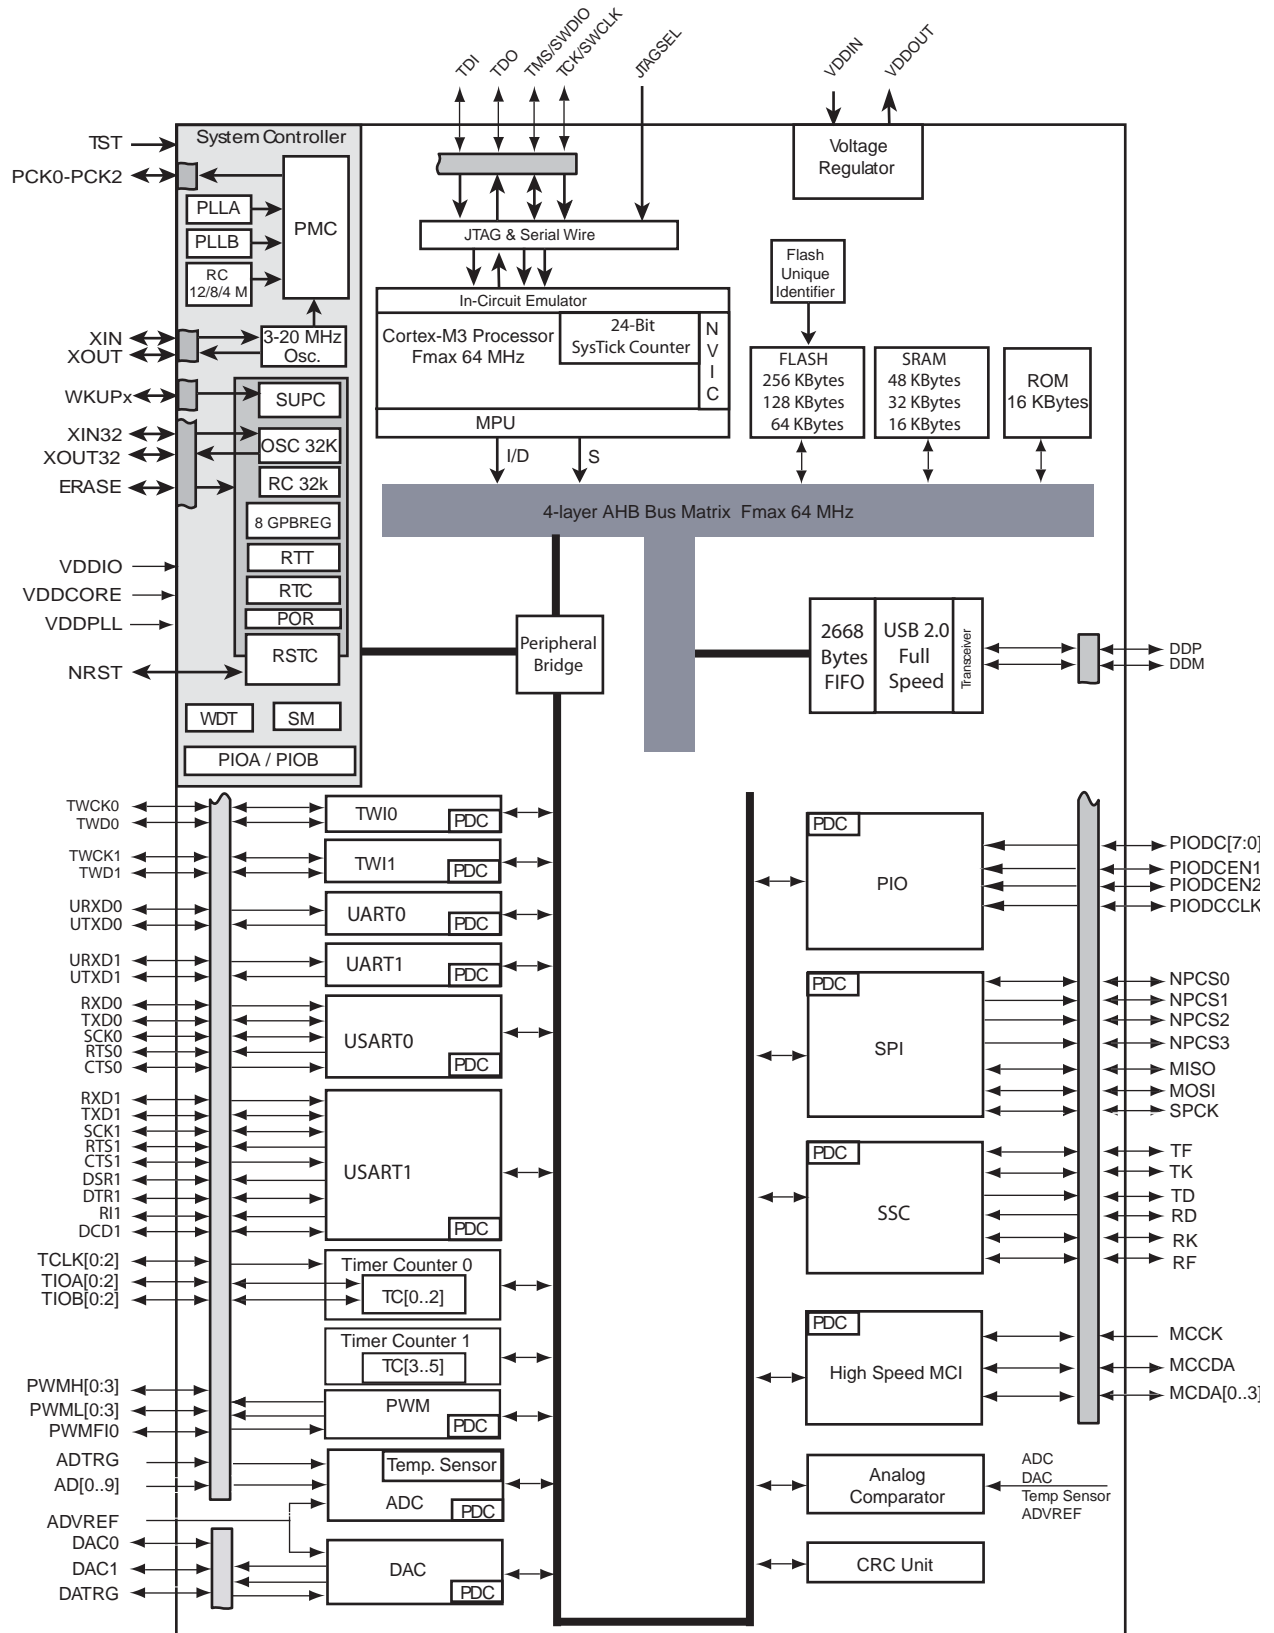 TDI
TDO
TMS/SWDIO
TCK/SWCLK
JTAGSEL
VDDIN
VDDOUT
System Controller
TST
PCK0-PCK2
PLLA
PLLB
RC
12/8/4 M
PMC
XIN
XOUT
3-20 MHz
Osc.
WKUPx
SUPC
XIN32
XOUT32
OSC 32K
ERASE
RC 32k
8 GPBREG
RTT
RTC
POR
RSTC
VDDIO
VDDCORE
VDDPLL
NRST
WDT
SM
PIOA / PIOB
Voltage
Regulator
JTAG & Serial Wire
In-Circuit Emulator
Cortex-M3 Processor
Fmax 64 MHz
24-Bit
SysTick Counter
N
V
I
C
MPU
I/D
S
Flash
Unique
Identifier
FLASH
256 KBytes
128 KBytes
64 KBytes
SRAM
48 KBytes
32 KBytes
16 KBytes
ROM
16 KBytes
4-layer AHB Bus Matrix Fmax 64 MHz
Peripheral
Bridge
2668
Bytes
FIFO
USB 2.0
Full
Speed
Transceiver
DDP
DDM
TWCK0
TWD0
TWI0
PDC
TWCK1
TWD1
TWI1
PDC
URXD0
UTXD0
UART0
PDC
URXD1
UTXD1
UART1
PDC
RXD0
TXD0
SCK0
RTS0
CTS0
USART0
PDC
RXD1
TXD1
SCK1
RTS1
CTS1
DSR1
DTR1
RI1
DCD1
USART1
PDC
TCLK[0:2]
TIOA[0:2]
TIOB[0:2]
Timer Counter 0
TC[0..2]
Timer Counter 1
TC[3..5]
PWMH[0:3]
PWML[0:3]
PWMFI0
PWM
PDC
ADTRG
AD[0..9]
Temp. Sensor
ADC
PDC
ADVREF
DAC0
DAC1
DATRG
DAC
PDC
PDC
PIO
PIODC[7:0]
PIODCEN1
PIODCEN2
PIODCCLK
PDC
SPI
NPCS0
NPCS1
NPCS2
NPCS3
MISO
MOSI
SPCK
PDC
SSC
TF
TK
TD
RD
RK
RF
PDC
High Speed MCI
MCCK
MCCDA
MCDA[0..3]
Analog
Comparator
ADC
DAC
Temp Sensor
ADVREF
CRC Unit